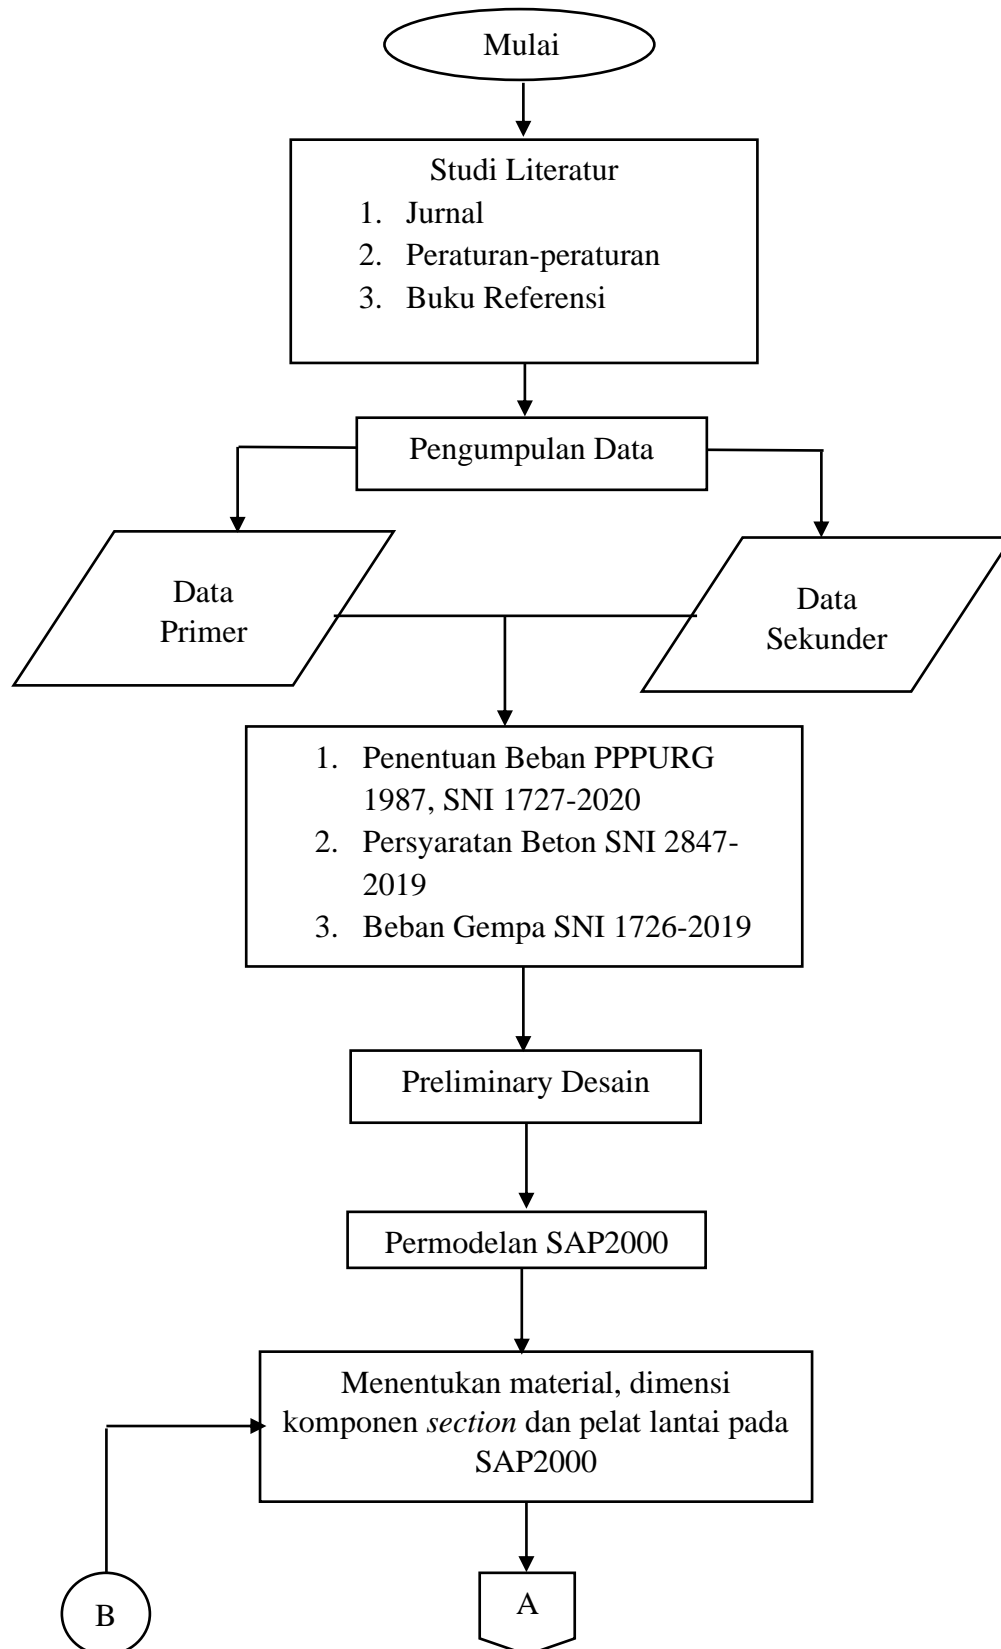 Mulai
Studi Literatur
1. Jurnal
2. Peraturan-peraturan
3. Buku Referensi
Pengumpulan Data
Data
Primer
Data
Sekunder
1. Penentuan Beban PPPURG
1987, SNI 1727-2020
2. Persyaratan Beton SNI 2847-
2019
3. Beban Gempa SNI 1726-2019
Preliminary Desain
Permodelan SAP2000
Menentukan material, dimensi
komponen section dan pelat lantai pada
SAP2000
B
A